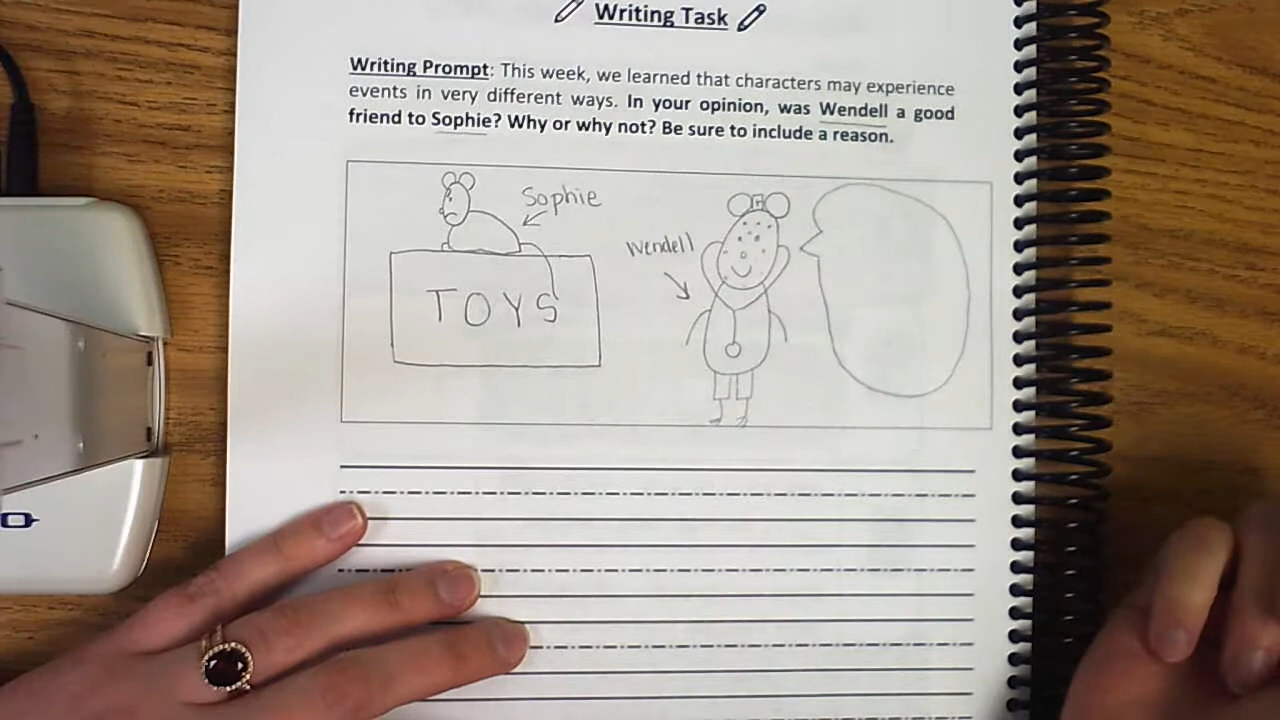 Writing Task
Writing Prompt: This week, we learned that characters may experience
events in very different ways. In your opinion, was Wendell a good
friend to Sophie? Why or why not? Be sure to include a reason.
Sophie
Wendell
TOYS